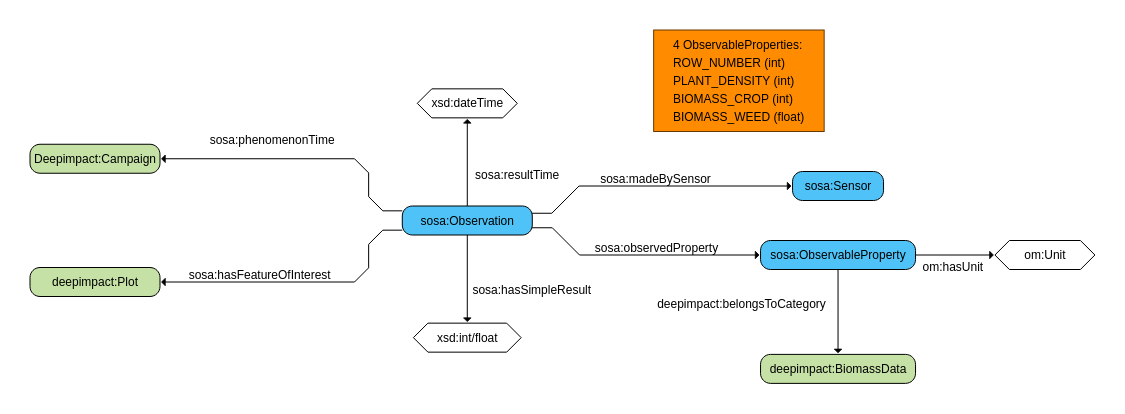 4 ObservableProperties:
ROW_NUMBER (int)
PLANT_DENSITY (int)
BIOMASS_CROP (int)
BIOMASS_WEED (float)
xsd:dateTime
sosa:phenomenonTime
Deepimpact:Campaign
sosa:resultTime
sosa:madeBySensor
sosa:Sensor
sosa:Observation
sosa:observedProperty
sosa:ObservableProperty
om:hasUnit
om:Unit
sosa:hasFeatureOfInterest
deepimpact:Plot
sosa:hasSimpleResult
deepimpact:belongsToCategory
xsd:int/float
deepimpact:BiomassData